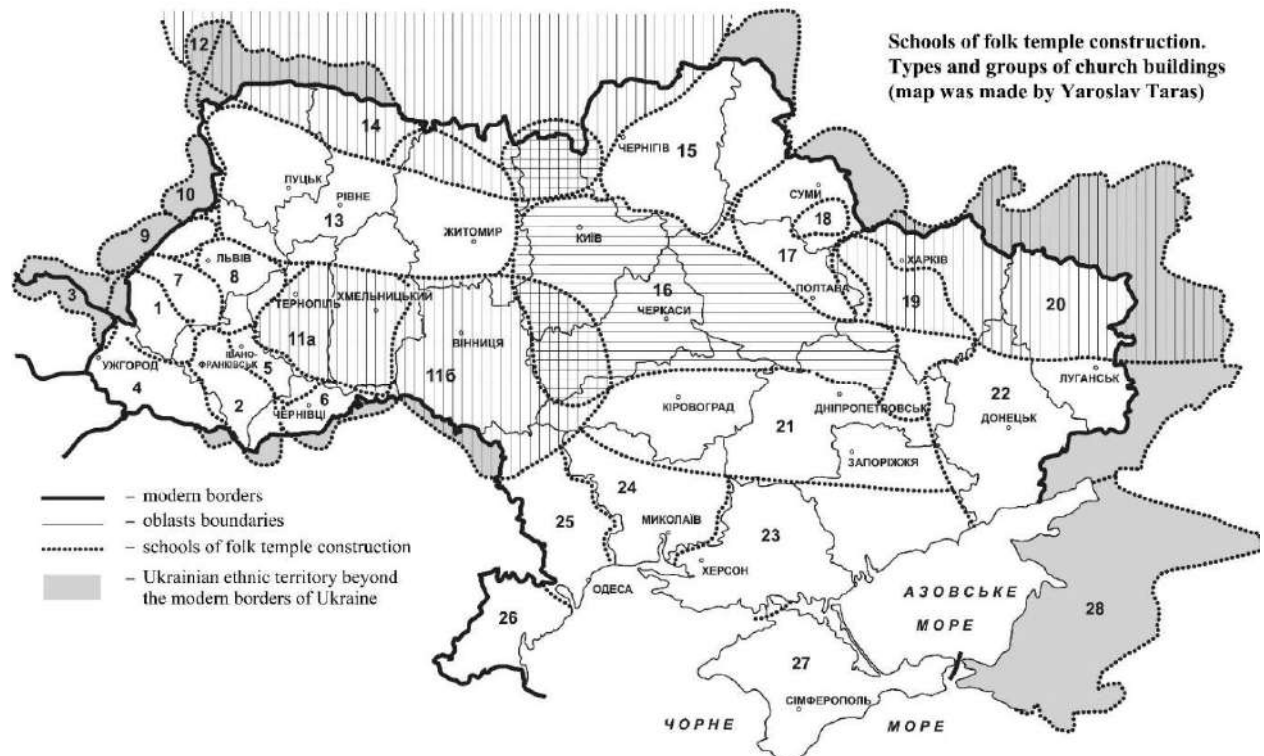 Schools of folk temple construction.
Types and groups of church buildings
(map was made by Yaroslav Taras)
12
14
ЧЕРНІГІВ
15
10
ЛУЦЬК
РІВНЕ
13
СУМИ
18
9
ЖИТОМИР
КИЇВ
17
ЛЬВІВ
8
7
ХАРКІВ
3
1
ТЕРНОПІЛЬ
ХМЕЛЬНИЦЬКИЙ
16
ПОЛТАВА
19
20
ЧЕРКАСИ
11а
ВІННИЦЯ
УЖГОРОД
ІВАНО-
ФРАНКІВСЬК
5
4
11б
ЛУГАНСЬК
2
6
ЧЕРНІВЦІ
КІРОВОГРАД
ДНІПРОПЕТРОВСЬК
22
ДОНЕЦЬК
21
ЗАПОРІЖЖЯ
24
25
МИКОЛАЇВ
23
ХЕРСОН
ОДЕСА
26
АЗОВСЬКЕ
МОРЕ
28
27
СІМФЕРОПОЛЬ
ЧОРНЕ МОРЕ
– modern borders
– oblasts boundaries
– schools of folk temple construction
– Ukrainian ethnic territory beyond
the modern borders of Ukraine